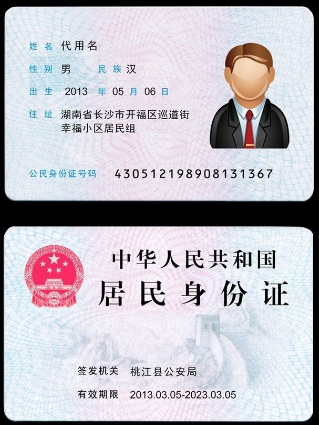 姓名 代用名
性别 男 民族 汉
出生 2013 年 05 月 06 日
住址 湖南省长沙市开福区巡道街
幸福小区居民组
公民身份证号码 430512198908131367
中华人民共和国
居民身份证
签发机关 桃江县公安局
有效期限 2013.03.05-2023.03.05